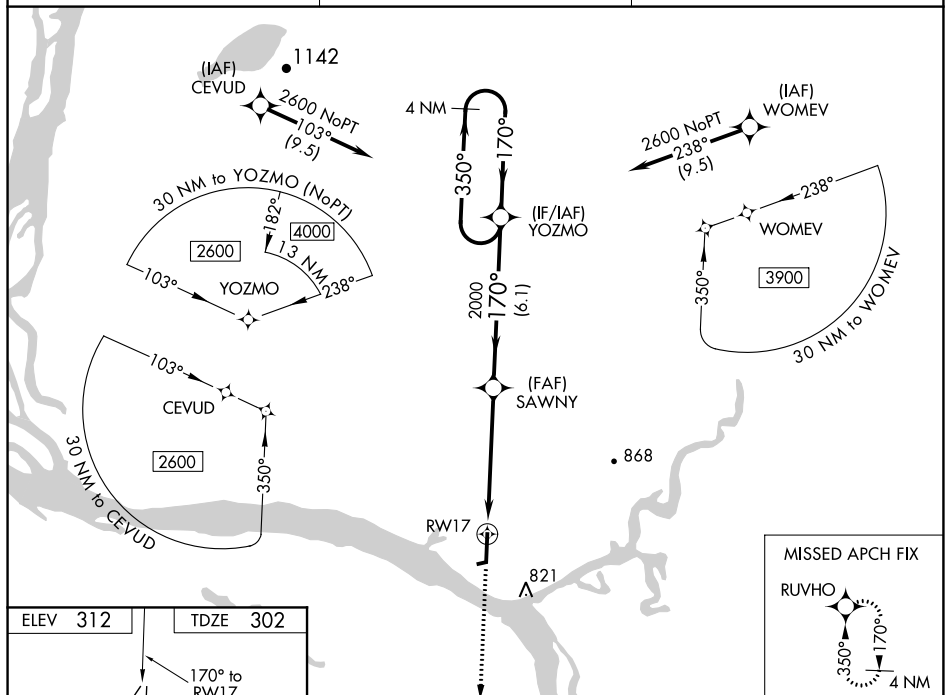 1142
(IAF)
CEVUD
2600 NoPT
103°
(9.5)
4 NM
350°
170°
(IAF)
WOMEV
2600 NoPT
238°
(9.5)
30 NM to YOZMO (NoPT)
182°
4000
2600
13 NM
103°
238°
YOZMO
(IF/IAF)
YOZMO
238°
WOMEV
350°
3900
30 NM to WOMEV
2000
170°
(6.1)
103°
CEVUD
2600
350°
30 NM to CEVUD
(FAF)
SAWNY
868
RW17
821
MISSED APCH FIX
RUVHO
350°
170°
4 NM
ELEV 312
TDZE 302
170° to
RW17